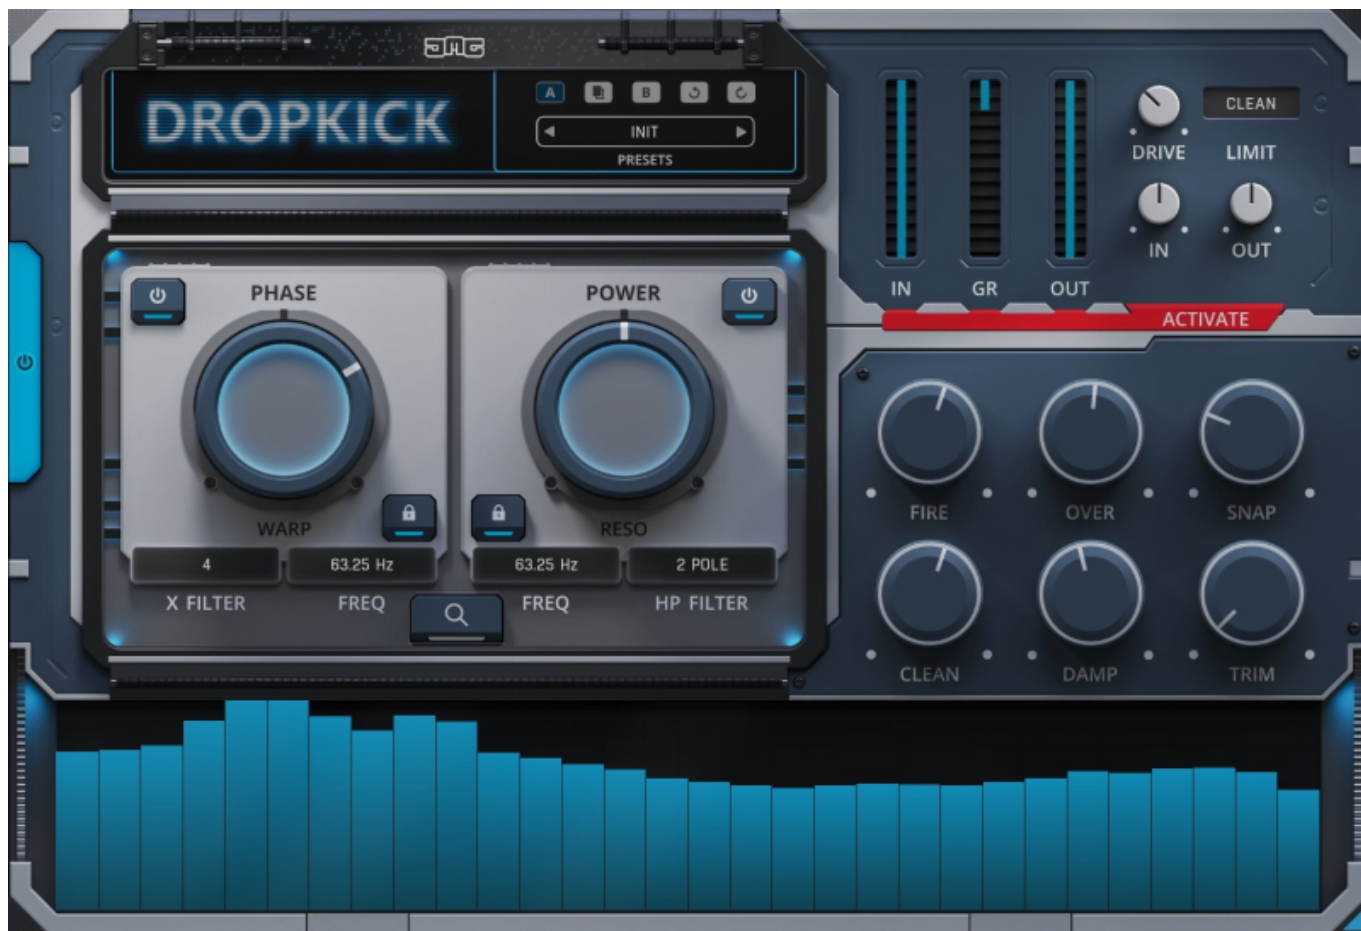 DROPKICK
A
B
INIT
PRESETS
CLEAN
DRIVE
LIMIT
IN
OUT
IN
GR
OUT
ACTIVATE
PHASE
WARP
4
63.25 Hz
X FILTER
FREQ
POWER
RESO
63.25 Hz
2 POLE
FREQ
HP FILTER
FIRE
OVER
SNAP
CLEAN
DAMP
TRIM